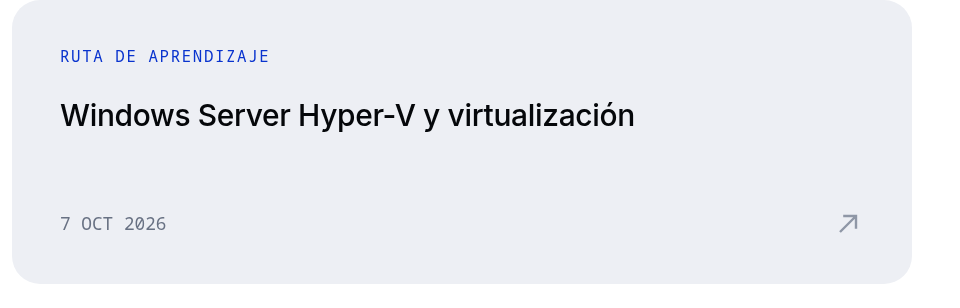 RUTA DE APRENDIZAJE
Windows Server Hyper-V y virtualización
7 OCT 2026